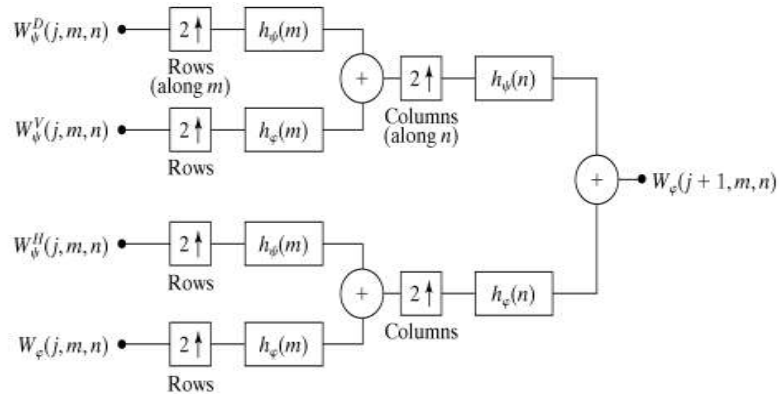 W_ψ^D(j, m, n) 2↑ h_ψ(m)
Rows
(along m)
+ 2↑ h_ψ(n)
Columns
(along n)
W_ψ^V(j, m, n) 2↑ h_φ(m)
Rows
+ W_φ(j + 1, m, n)
W_ψ^H(j, m, n) 2↑ h_ψ(m)
Rows
+ 2↑ h_φ(n)
Columns
W_φ(j, m, n) 2↑ h_φ(m)
Rows